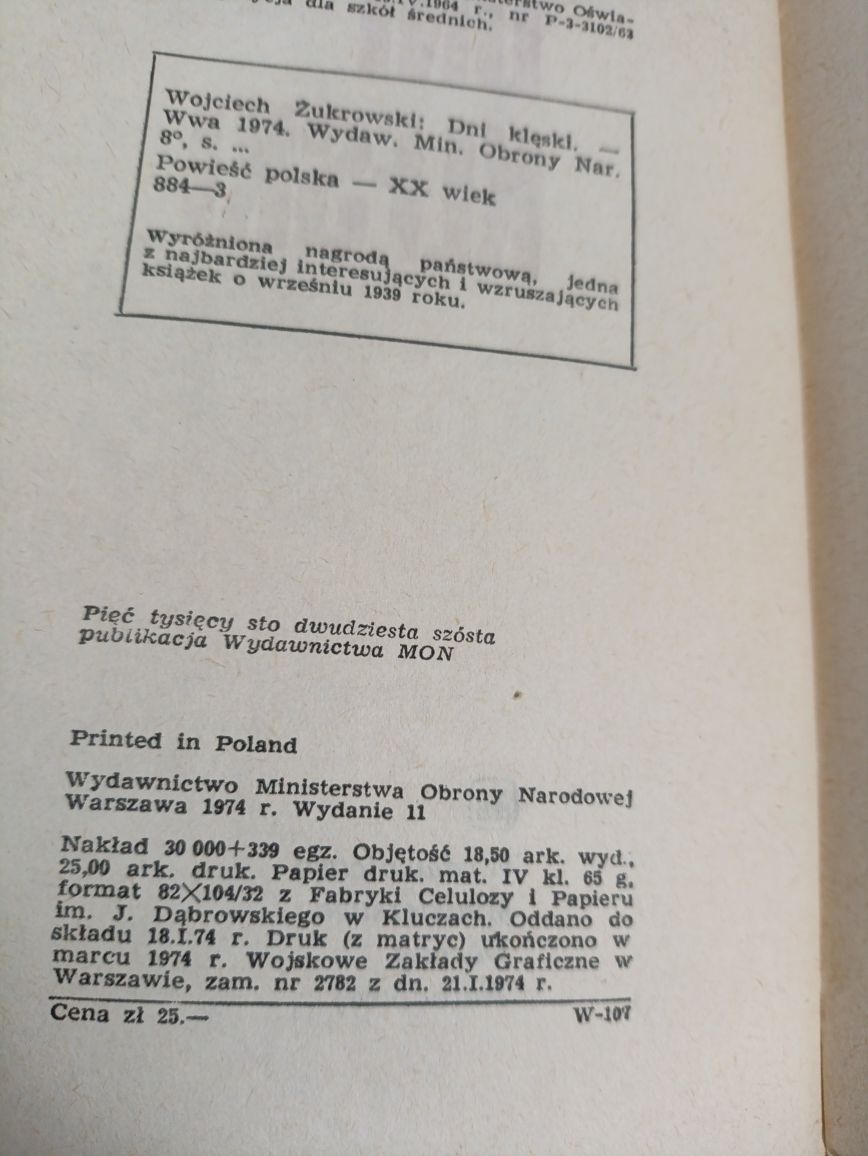 dla szkół średnich.
1964 r., nr P-3-3102/63
Wojciech Żukrowski: Dni klęski. —
Wwa 1974. Wydaw. Min. Obrony Nar.
8°, s. ...
Powieść polska — XX wiek
884—3
Wyróżniona nagrodą państwową, jedna
z najbardziej interesujących i wzruszających
książek o wrześniu 1939 roku.
Pięć tysięcy sto dwudziesta szósta
publikacja Wydawnictwa MON
Printed in Poland
Wydawnictwo Ministerstwa Obrony Narodowej
Warszawa 1974 r. Wydanie 11
Nakład 30 000+339 egz. Objętość 18,50 ark. wyd.,
25,00 ark. druk. Papier druk. mat. IV kl. 65 g,
format 82×104/32 z Fabryki Celulozy i Papieru
im. J. Dąbrowskiego w Kluczach. Oddano do
składu 18.I.74 r. Druk (z matryc) ukończono w
marcu 1974 r. Wojskowe Zakłady Graficzne w
Warszawie, zam. nr 2782 z dn. 21.I.1974 r.
Cena zł 25.—
W-107